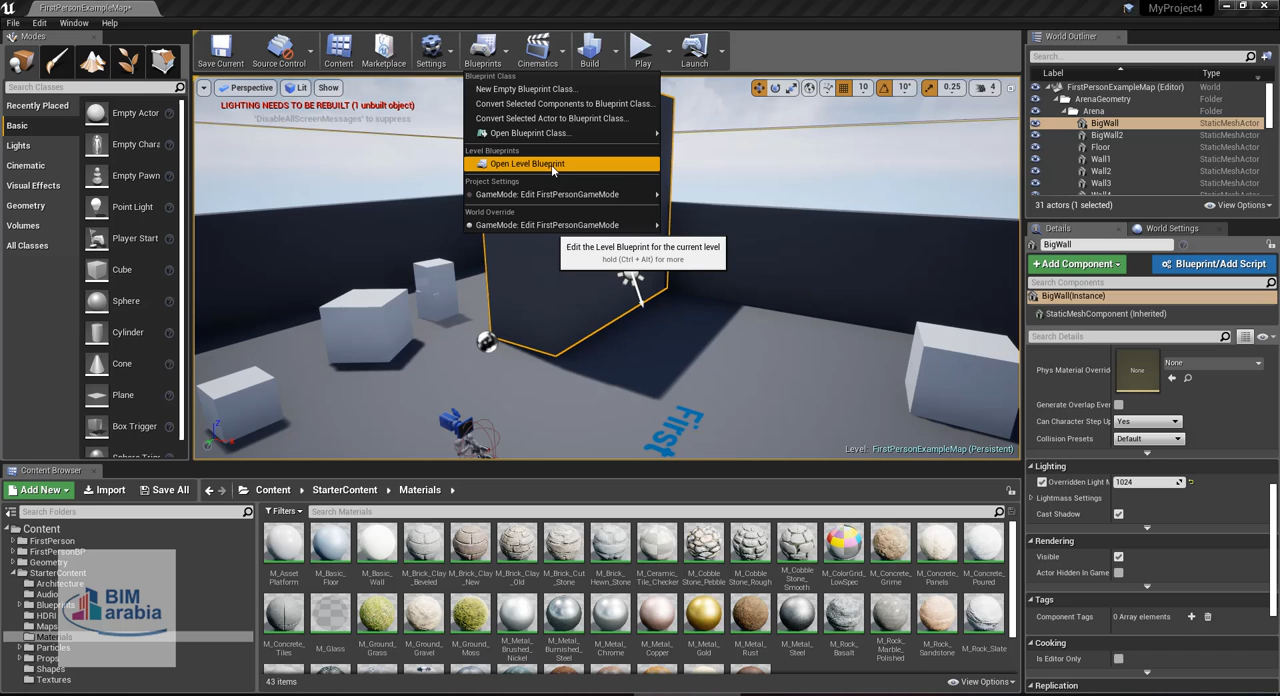 FirstPersonExampleMap*
MyProject4
File Edit Window Help
Modes
Search Classes
Recently Placed
Basic
Lights
Cinematic
Visual Effects
Geometry
Volumes
All Classes
Empty Actor
Empty Chara
Empty Pawn
Point Light
Player Start
Cube
Sphere
Cylinder
Cone
Plane
Box Trigger
Save Current
Source Control
Content
Marketplace
Settings
Blueprints
Cinematics
Build
Play
Launch
Perspective
Lit
Show
10
10°
0.25
4
LIGHTING NEEDS TO BE REBUILT (1 unbuilt object)
'DisableAllScreenMessages' to suppress
Blueprint Class
New Empty Blueprint Class...
Convert Selected Components to Blueprint Class...
Convert Selected Actor to Blueprint Class...
Open Blueprint Class...
Level Blueprints
Open Level Blueprint
Project Settings
GameMode: Edit FirstPersonGameMode
World Override
GameMode: Edit FirstPersonGameMode
Edit the Level Blueprint for the current level
hold (Ctrl + Alt) for more
First
Level: FirstPersonExampleMap (Persistent)
World Outliner
Search...
Label Type
FirstPersonExampleMap (Editor) World
ArenaGeometry Folder
Arena Folder
BigWall StaticMeshActor
BigWall2 StaticMeshActor
Floor StaticMeshActor
Wall1 StaticMeshActor
Wall2 StaticMeshActor
Wall3 StaticMeshActor
31 actors (1 selected)
View Options
Details
World Settings
BigWall
+Add Component
Blueprint/Add Script
Search Components
BigWall(Instance)
StaticMeshComponent (Inherited)
Search Details
Phys Material Overrid
None
None
Generate Overlap Even
Can Character Step Up
Yes
Collision Presets
Default
Lighting
Overridden Light M
1024
Lightmass Settings
Cast Shadow
Rendering
Visible
Actor Hidden In Game
Tags
Component Tags
0 Array elements
Cooking
Is Editor Only
Replication
Content Browser
Add New
Import
Save All
Content
StarterContent
Materials
Search Folders
Content
FirstPerson
FirstPersonBP
Geometry
StarterContent
Architecture
Audio
Blueprints
HDRI
Maps
Materials
Particles
Props
Shapes
Textures
BIM
arabia
Filters
Search Materials
M_Asset Platform
M_Basic_Floor
M_Basic_Wall
M_Brick_Clay_Beveled
M_Brick_Clay_New
M_Brick_Clay_Old
M_Brick_Cut_Stone
M_Brick_Hewn_Stone
M_Ceramic_Tile_Checker
M_Cobble_Stone_Pebble
M_Cobble_Stone_Rough
M_Cobble_Stone_Smooth
M_ColorGrid_LowSpec
M_Concrete_Grime
M_Concrete_Panels
M_Concrete_Poured
M_Concrete_Tiles
M_Glass
M_Ground_Grass
M_Ground_Gravel
M_Ground_Moss
M_Metal_Brushed_Nickel
M_Metal_Burnished_Steel
M_Metal_Chrome
M_Metal_Copper
M_Metal_Gold
M_Metal_Rust
M_Metal_Steel
M_Rock_Basalt
M_Rock_Marble_Polished
M_Rock_Sandstone
M_Rock_Slate
43 items
View Options